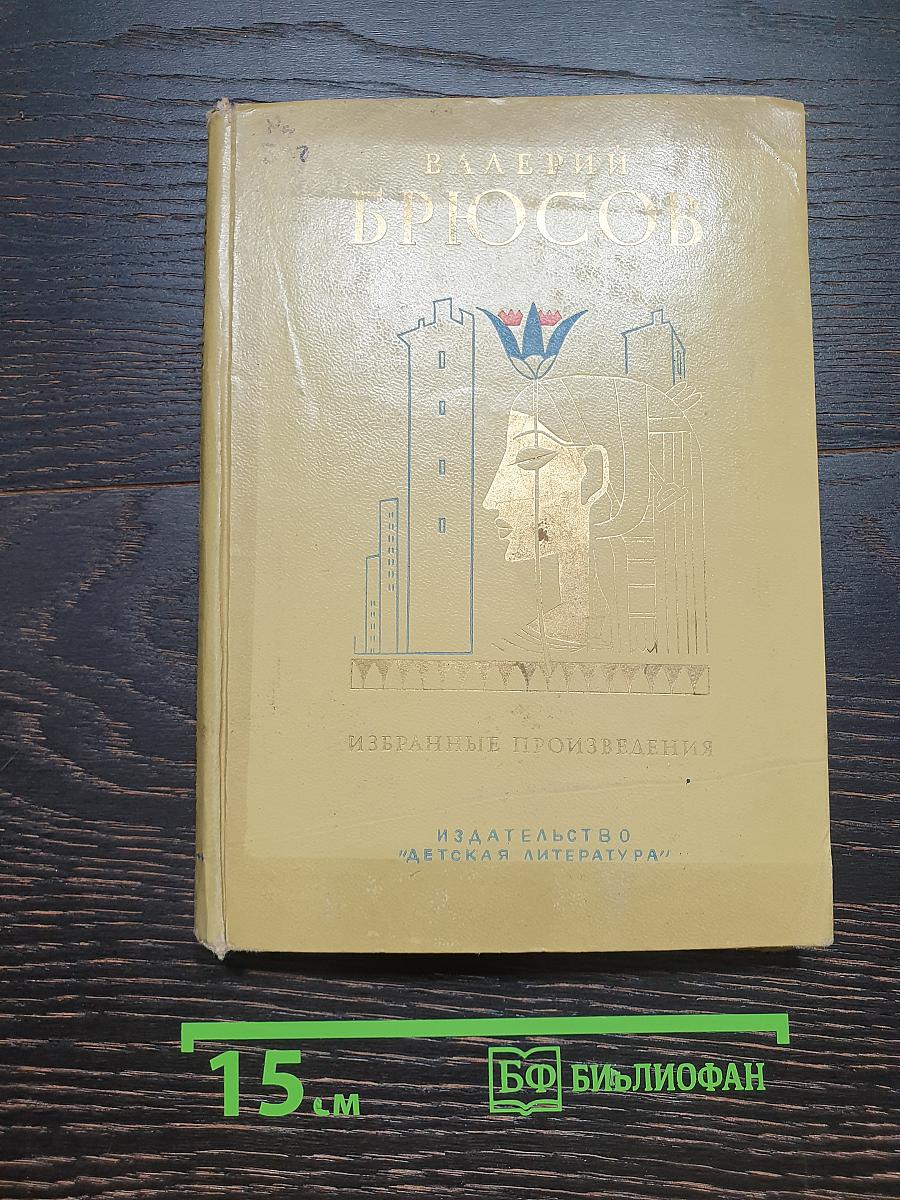 ВАЛЕРИЙ
БРЮСОВ
ИЗБРАННЫЕ ПРОИЗВЕДЕНИЯ
ИЗДАТЕЛЬСТВО
"ДЕТСКАЯ ЛИТЕРАТУРА"
15 см
БФ БИБЛИОФАН